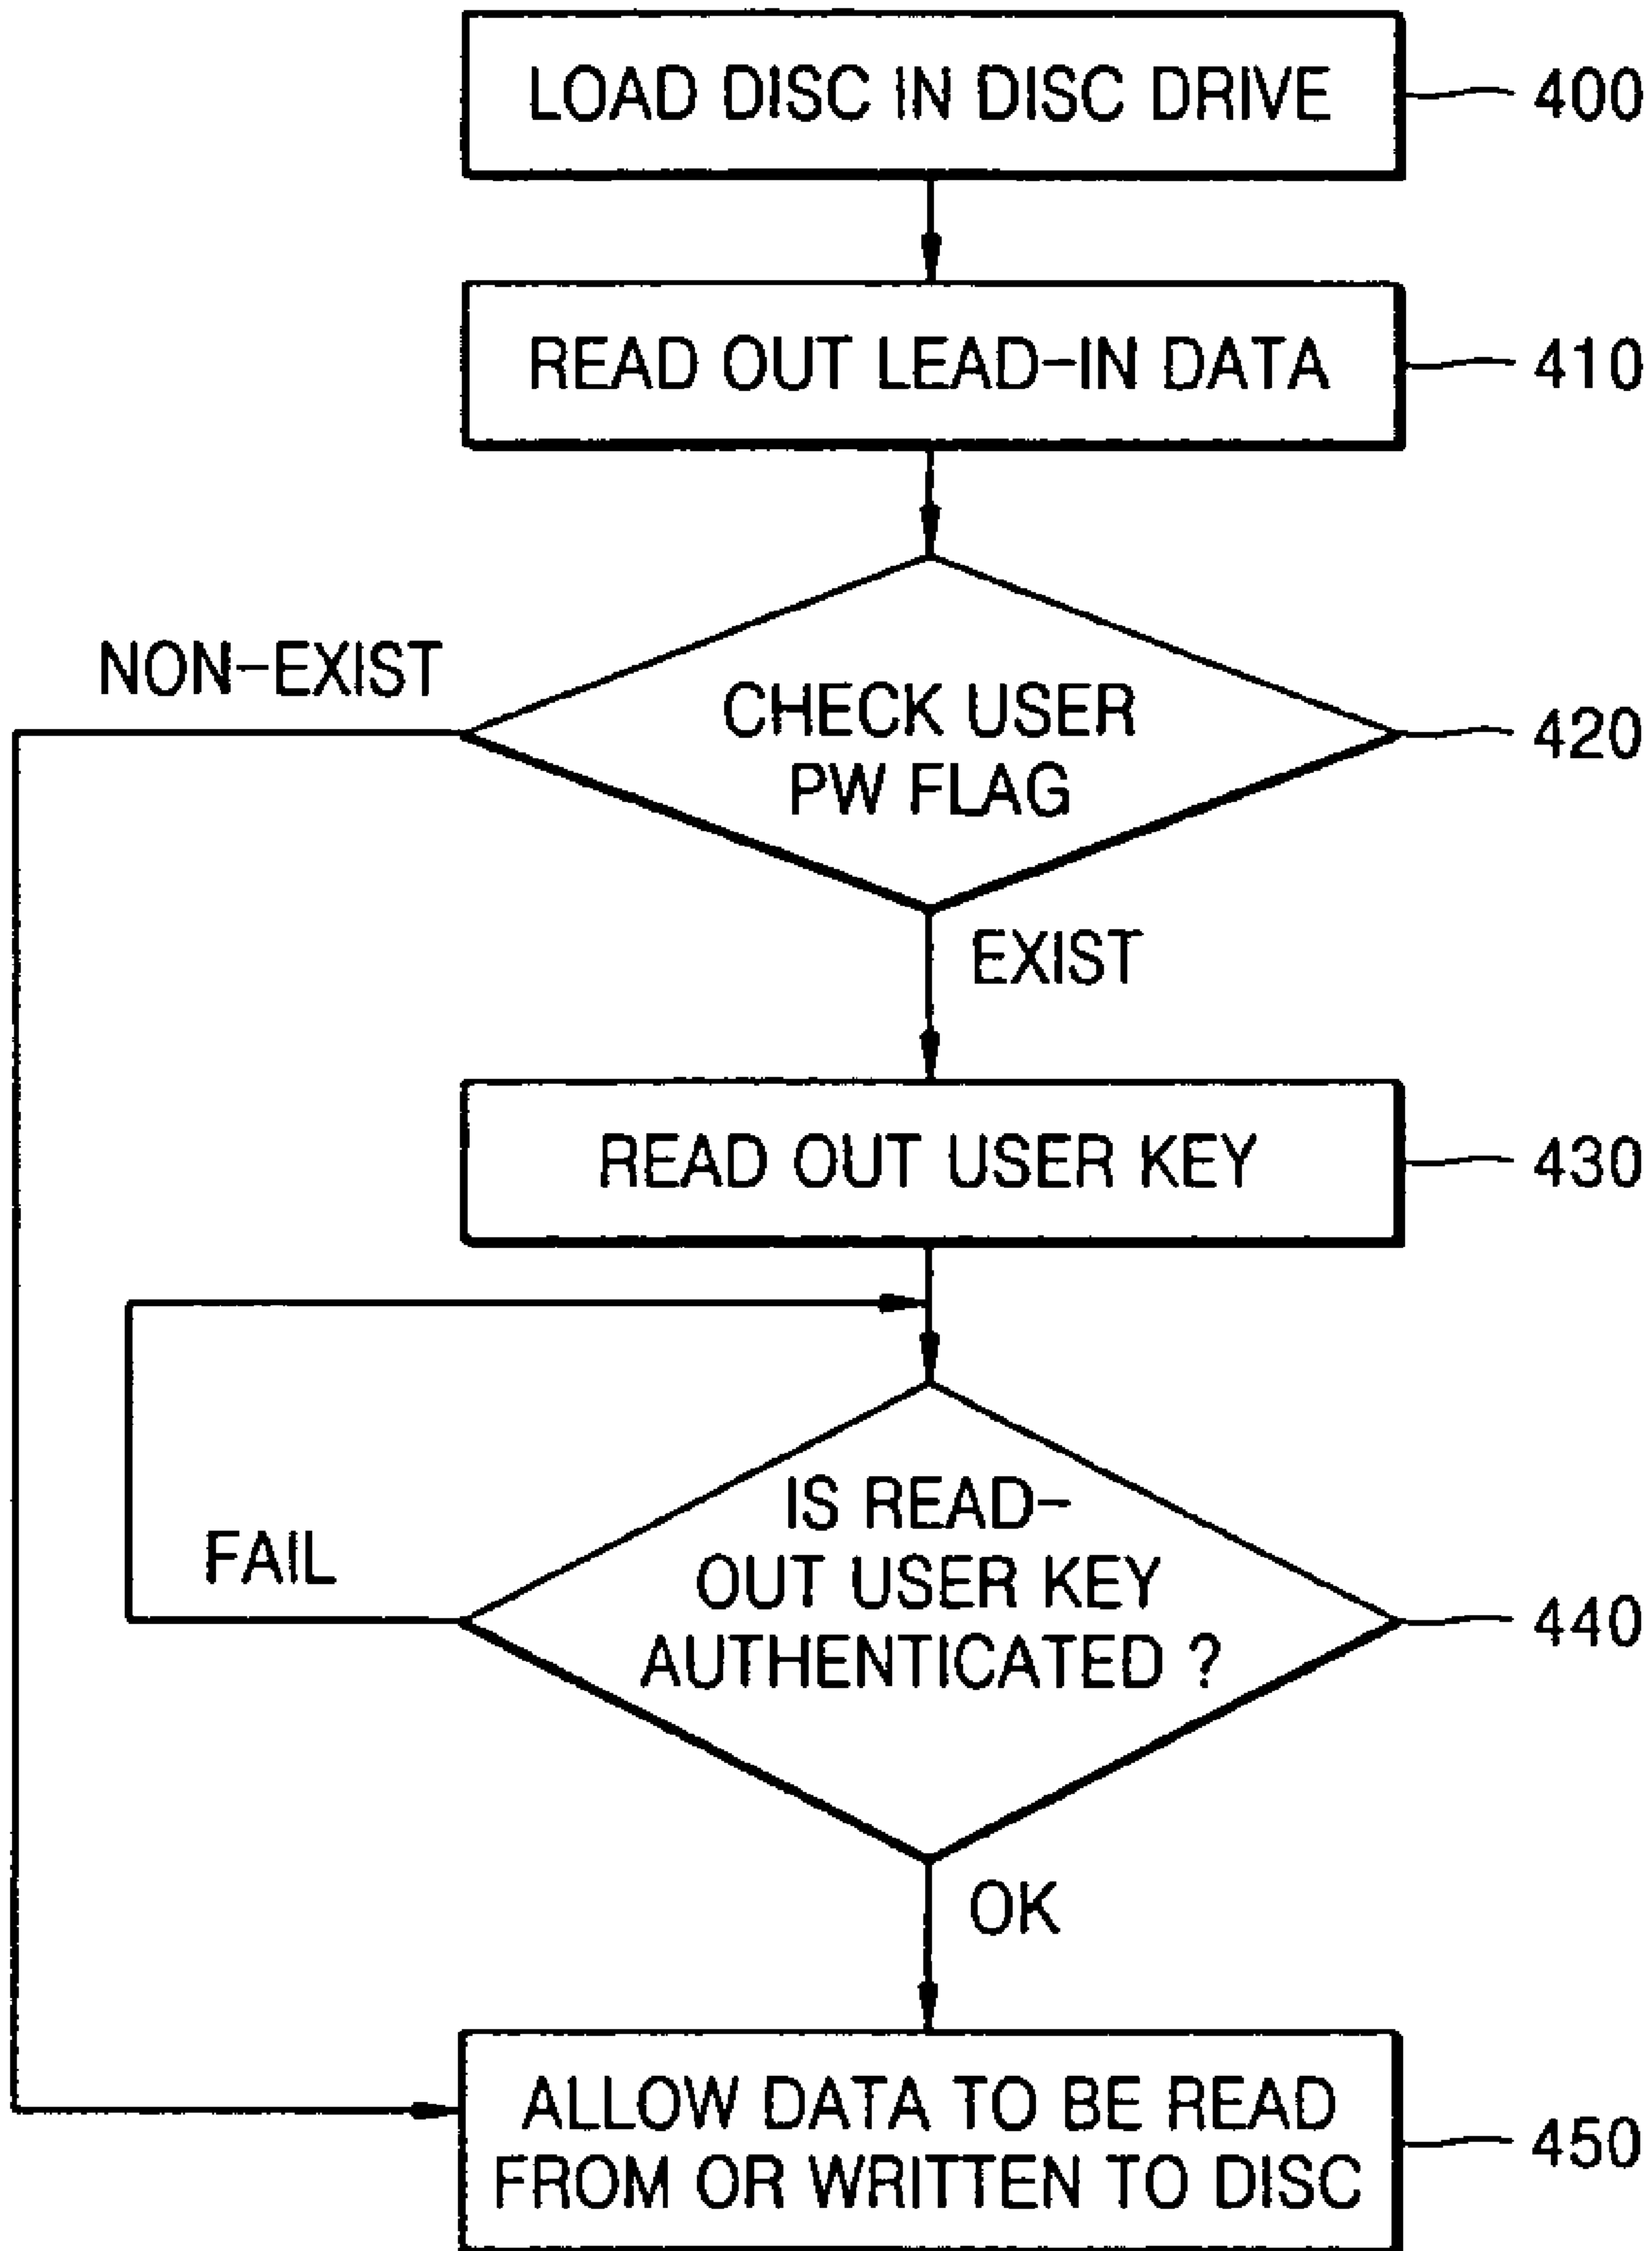 LOAD DISC IN DISC DRIVE
400
READ OUT LEAD-IN DATA
410
NON-EXIST
CHECK USER
PW FLAG
420
EXIST
READ OUT USER KEY
430
FAIL
IS READ-
OUT USER KEY
AUTHENTICATED ?
440
OK
ALLOW DATA TO BE READ
FROM OR WRITTEN TO DISC
450